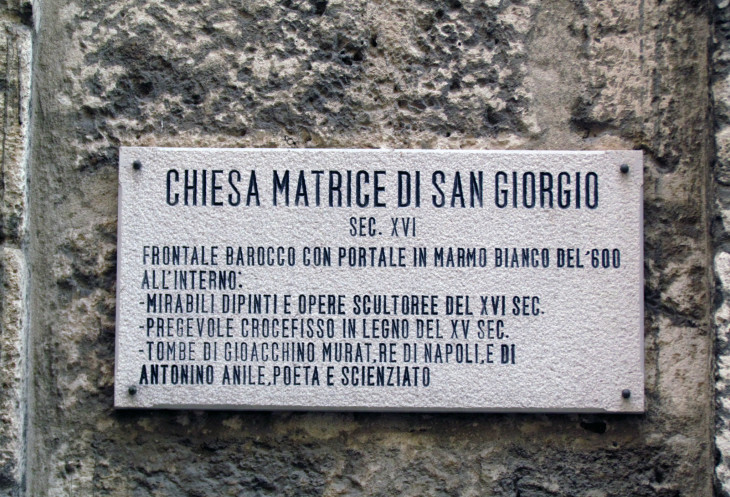 CHIESA MATRICE DI SAN GIORGIO
SEC. XVI
FRONTALE BAROCCO CON PORTALE IN MARMO BIANCO DEL'600
ALL'INTERNO:
-MIRABILI DIPINTI E OPERE SCULTOREE DEL XVI SEC.
-PREGEVOLE CROCEFISSO IN LEGNO DEL XV SEC.
-TOMBE DI GIOACCHINO MURAT,RE DI NAPOLI,E DI
ANTONINO ANILE,POETA E SCIENZIATO